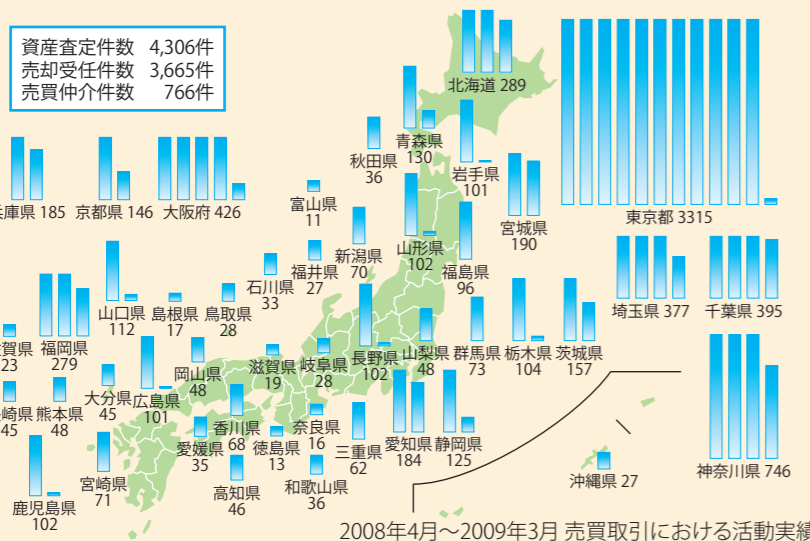 資産査定件数 4,306件
売却受任件数 3,665件
売買仲介件数 766件
北海道 289
青森県
130
秋田県
36
岩手県
101
宮城県
190
東京都 3315
兵庫県 185
京都府 146
大阪府 426
富山県
11
新潟県
70
山形県
102
福島県
96
石川県
33
福井県
27
埼玉県 377
千葉県 395
福岡県
279
山口県
112
島根県
17
鳥取県
28
賀県
23
岡山県
48
滋賀県
19
岐阜県
28
長野県
102
山梨県
48
群馬県
73
栃木県
104
茨城県
157
崎県
45
熊本県
48
大分県
45
広島県
101
愛媛県
35
香川県
68
徳島県
13
奈良県
16
三重県
62
愛知県
184
静岡県
125
鹿児島県
102
宮崎県
71
高知県
46
和歌山県
36
沖縄県 27
神奈川県 746
2008年4月～2009年3月 売買取引における活動実績